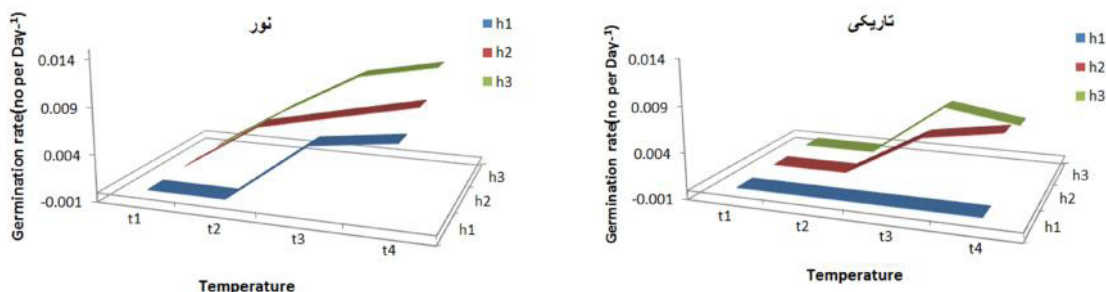 نور
Germination rate(no per Day-¹)
0.014
0.009
0.004
-0.001
t1
t2
t3
t4
h1
h2
h3
h1
h2
h3
Temperature
تاریکی
Germination rate(no per Day-¹)
0.014
0.009
0.004
-0.001
t1
t2
t3
t4
h1
h2
h3
h1
h2
h3
Temperature